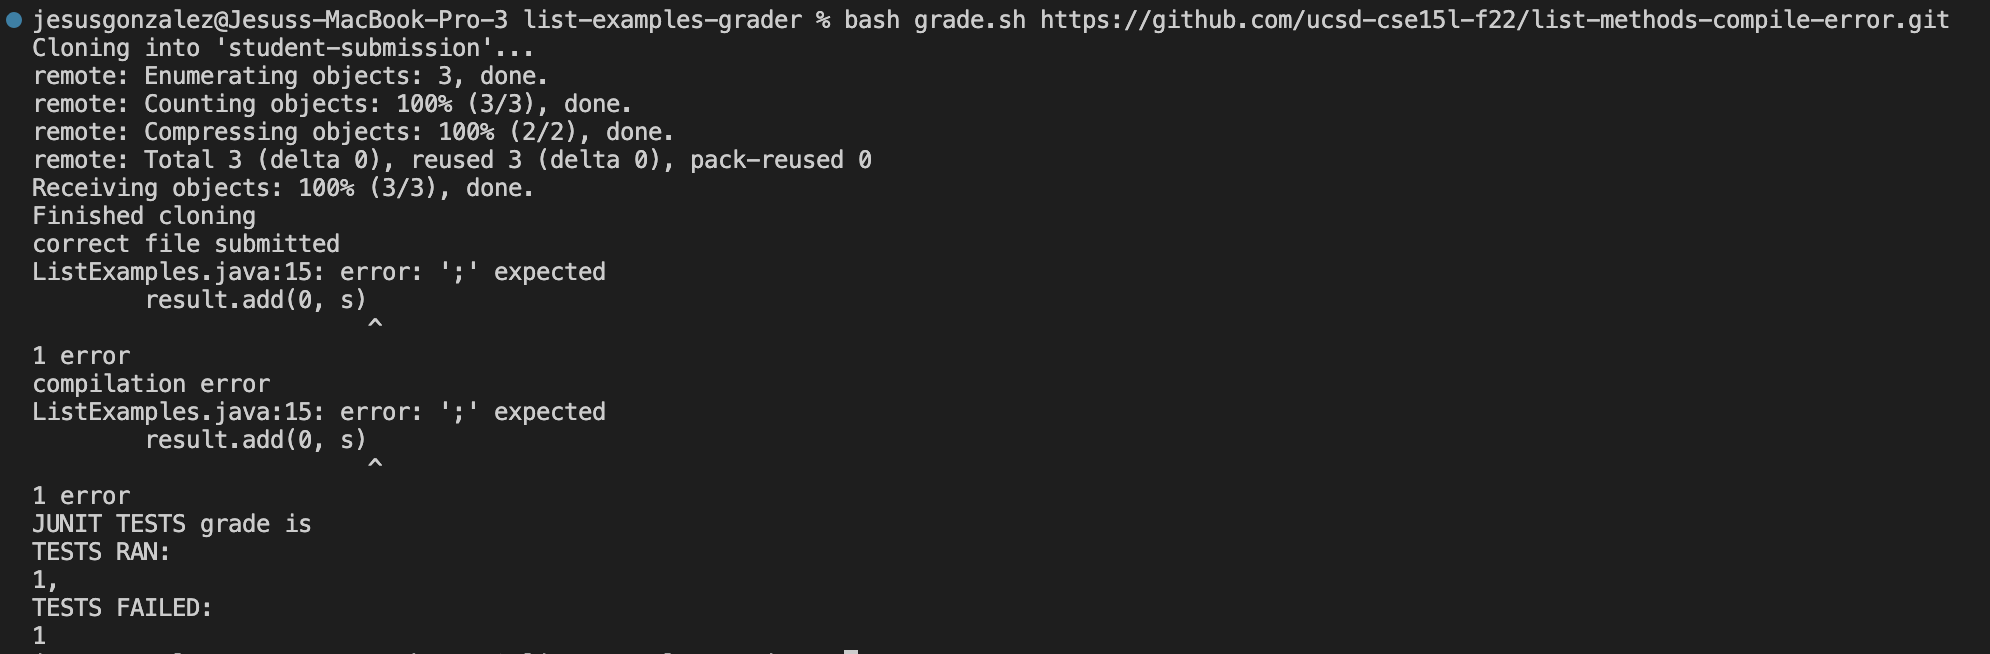 jesusgonzalez@Jesuss-MacBook-Pro-3 list-examples-grader % bash grade.sh https://github.com/ucsd-cse15l-f22/list-methods-compile-error.git
Cloning into 'student-submission'...
remote: Enumerating objects: 3, done.
remote: Counting objects: 100% (3/3), done.
remote: Compressing objects: 100% (2/2), done.
remote: Total 3 (delta 0), reused 3 (delta 0), pack-reused 0
Receiving objects: 100% (3/3), done.
Finished cloning
correct file submitted
ListExamples.java:15: error: ';' expected
        result.add(0, s)
                        ^
1 error
compilation error
ListExamples.java:15: error: ';' expected
        result.add(0, s)
                        ^
1 error
JUNIT TESTS grade is
TESTS RAN:
1,
TESTS FAILED:
1